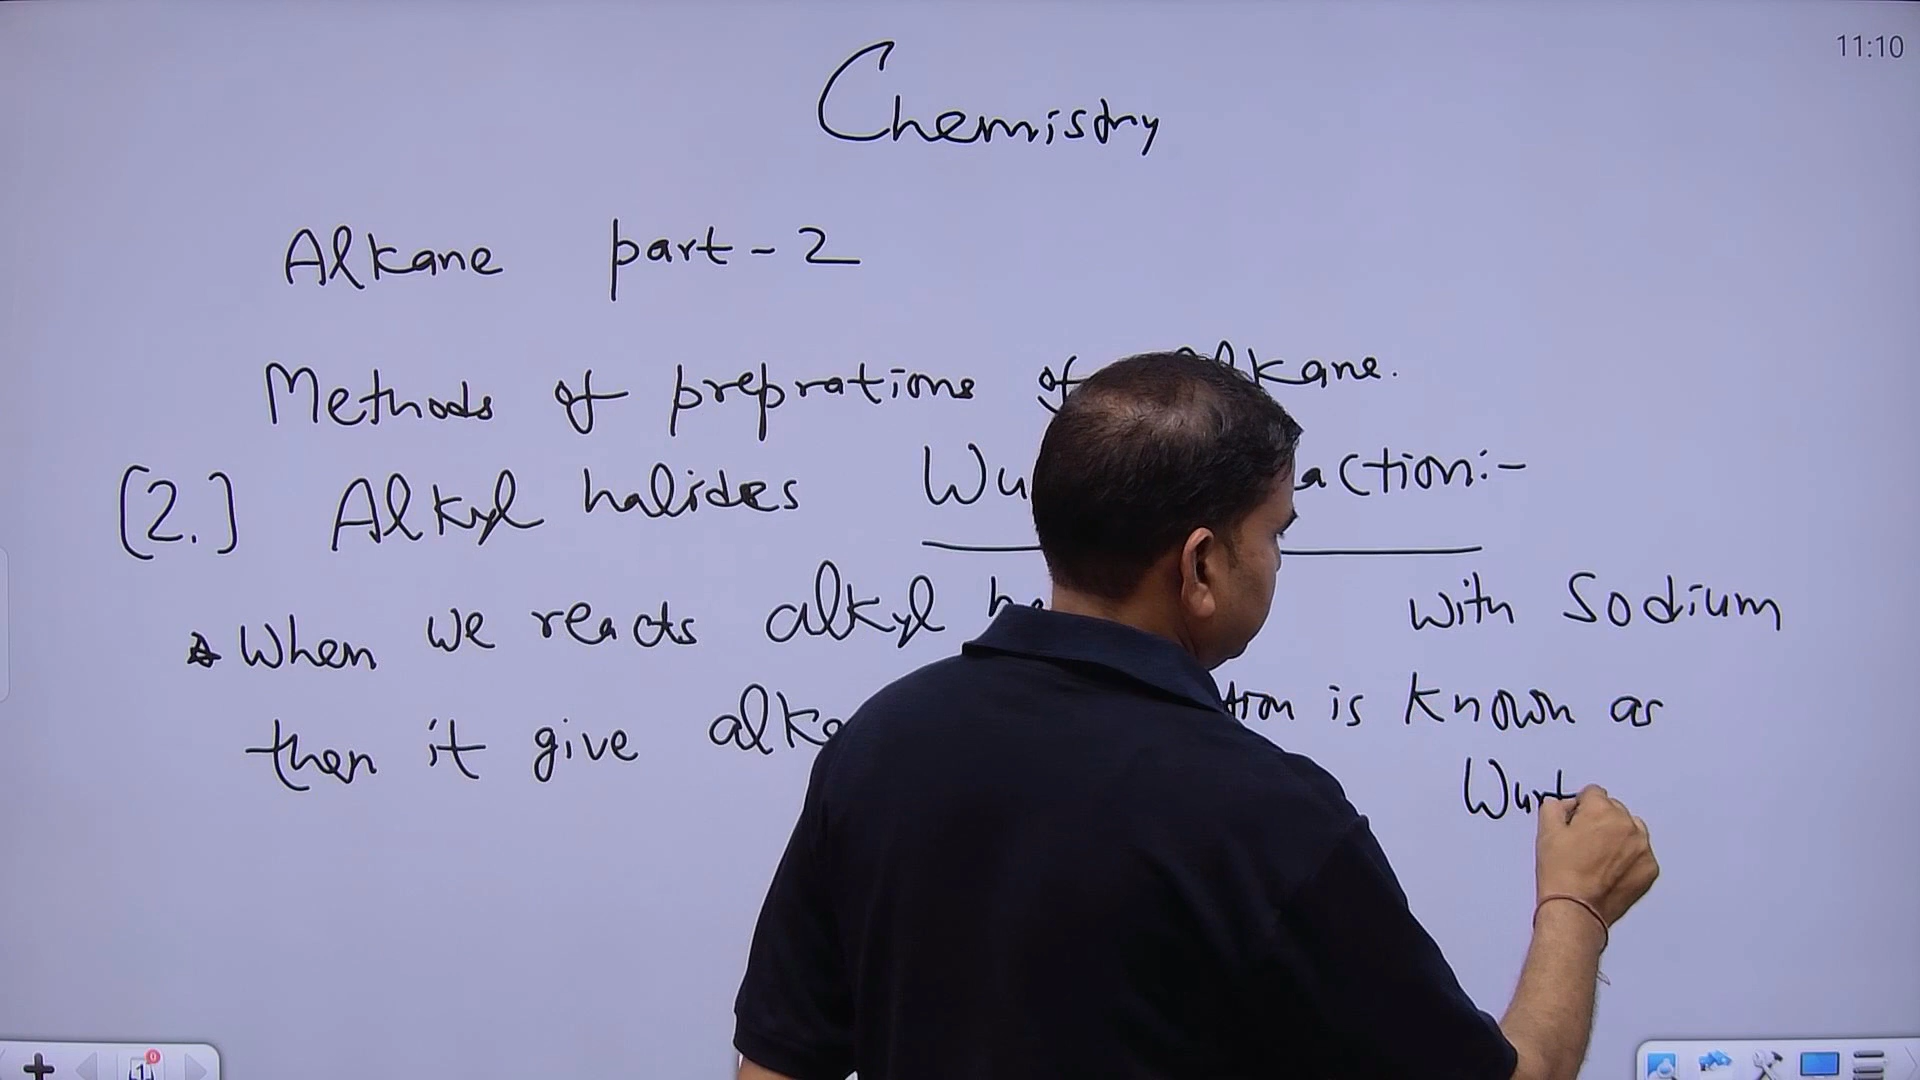 11:10
Chemistry
Alkane part-2
Methods of preprations of Alkane.
[2.] Alkyl halides action:-
When we reacts alkyl with Sodium
then it give is known as
Wurt